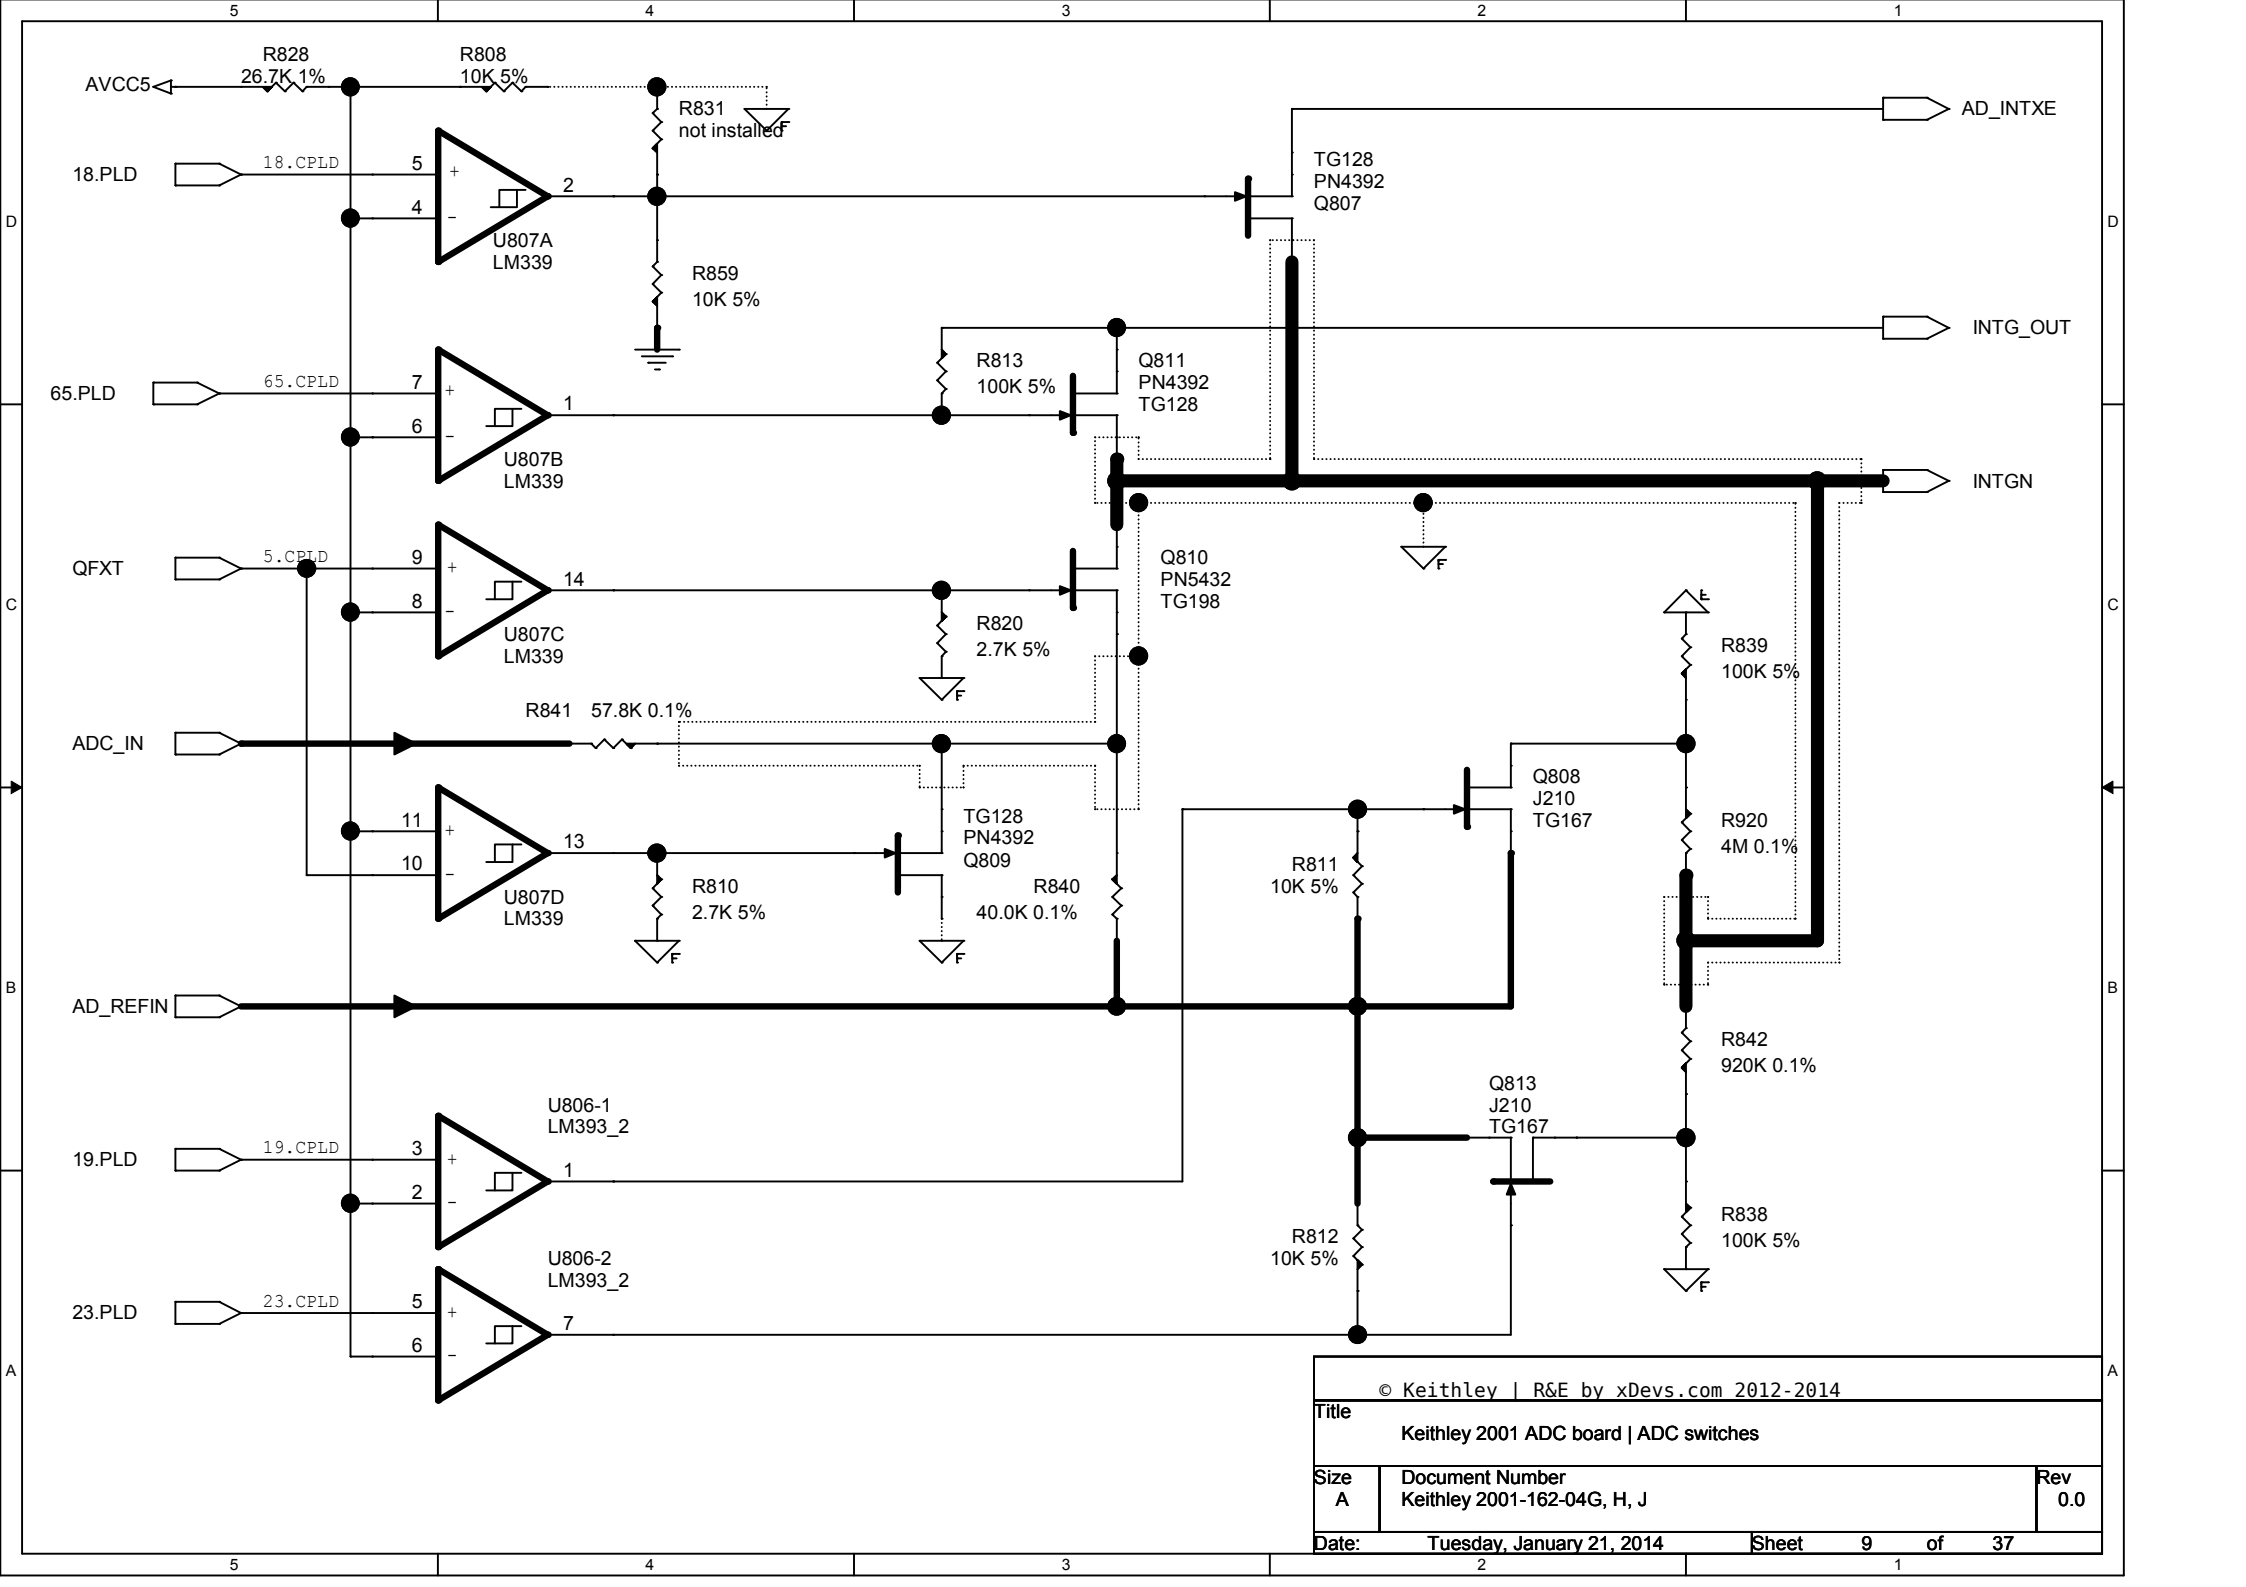 5 4 3 2 1
R828
26.7K 1%
R808
10K 5%
AVCC5
R831
not installed
F
AD_INTXE
18.PLD
18.CPLD
5
+
4
-
2
U807A
LM339
TG128
PN4392
Q807
D D
R859
10K 5%
INTG_OUT
65.PLD
65.CPLD
7
+
6
-
1
U807B
LM339
R813
100K 5%
Q811
PN4392
TG128
INTGN
F
QFXT
5.CPLD
9
+
8
-
14
U807C
LM339
Q810
PN5432
TG198
R820
2.7K 5%
F
C C
F
R839
100K 5%
R841 57.8K 0.1%
ADC_IN
11
+
10
-
13
U807D
LM339
R810
2.7K 5%
F
TG128
PN4392
Q809
F
R840
40.0K 0.1%
Q808
J210
TG167
R811
10K 5%
R920
4M 0.1%
B B
AD_REFIN
R842
920K 0.1%
Q813
J210
TG167
U806-1
LM393_2
19.PLD
19.CPLD
3
+
2
-
1
R812
10K 5%
R838
100K 5%
F
U806-2
LM393_2
23.PLD
23.CPLD
5
+
6
-
7
A A
© Keithley | R&E by xDevs.com 2012-2014
Title
Keithley 2001 ADC board | ADC switches
Size
A
Document Number
Keithley 2001-162-04G, H, J
Rev
0.0
Date: Tuesday, January 21, 2014 Sheet 9 of 37
5 4 3 2 1